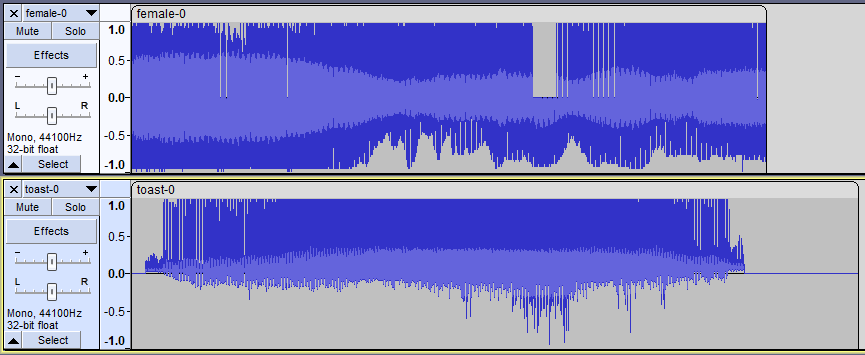 female-0
female-0
Mute Solo
Effects
- +
L R
Mono, 44100Hz
32-bit float
Select
1.0
0.5
0.0
-0.5
-1.0
toast-0
toast-0
Mute Solo
Effects
- +
L R
Mono, 44100Hz
32-bit float
Select
1.0
0.5
0.0
-0.5
-1.0